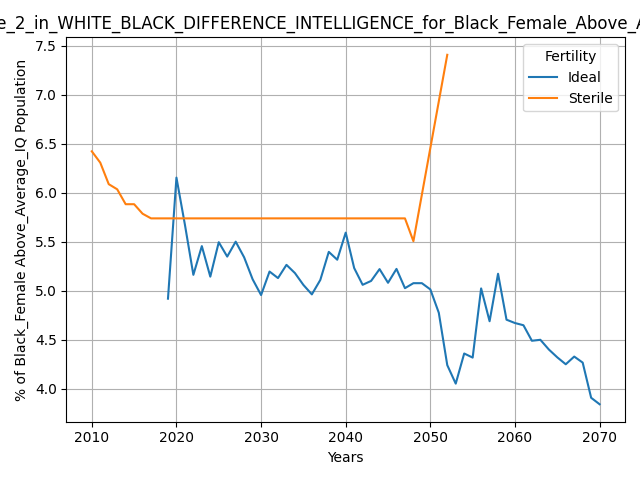 e_2_in_WHITE_BLACK_DIFFERENCE_INTELLIGENCE_for_Black_Female_Above_A
% of Black_Female Above_Average_IQ Population
7.5
7.0
6.5
6.0
5.5
5.0
4.5
4.0
Fertility
Ideal
Sterile
2010 2020 2030 2040 2050 2060 2070
Years